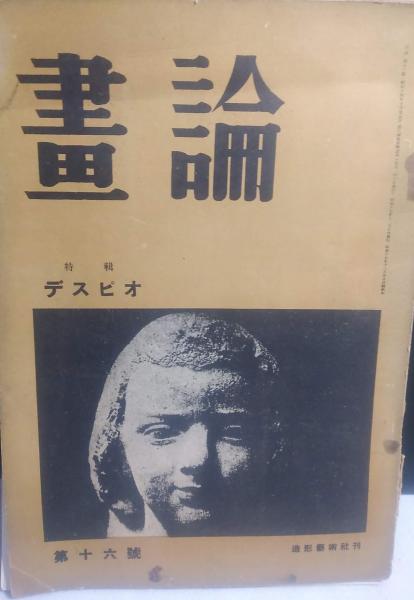 畫論
特輯
デスピオ
第十六號
造形藝術社刊